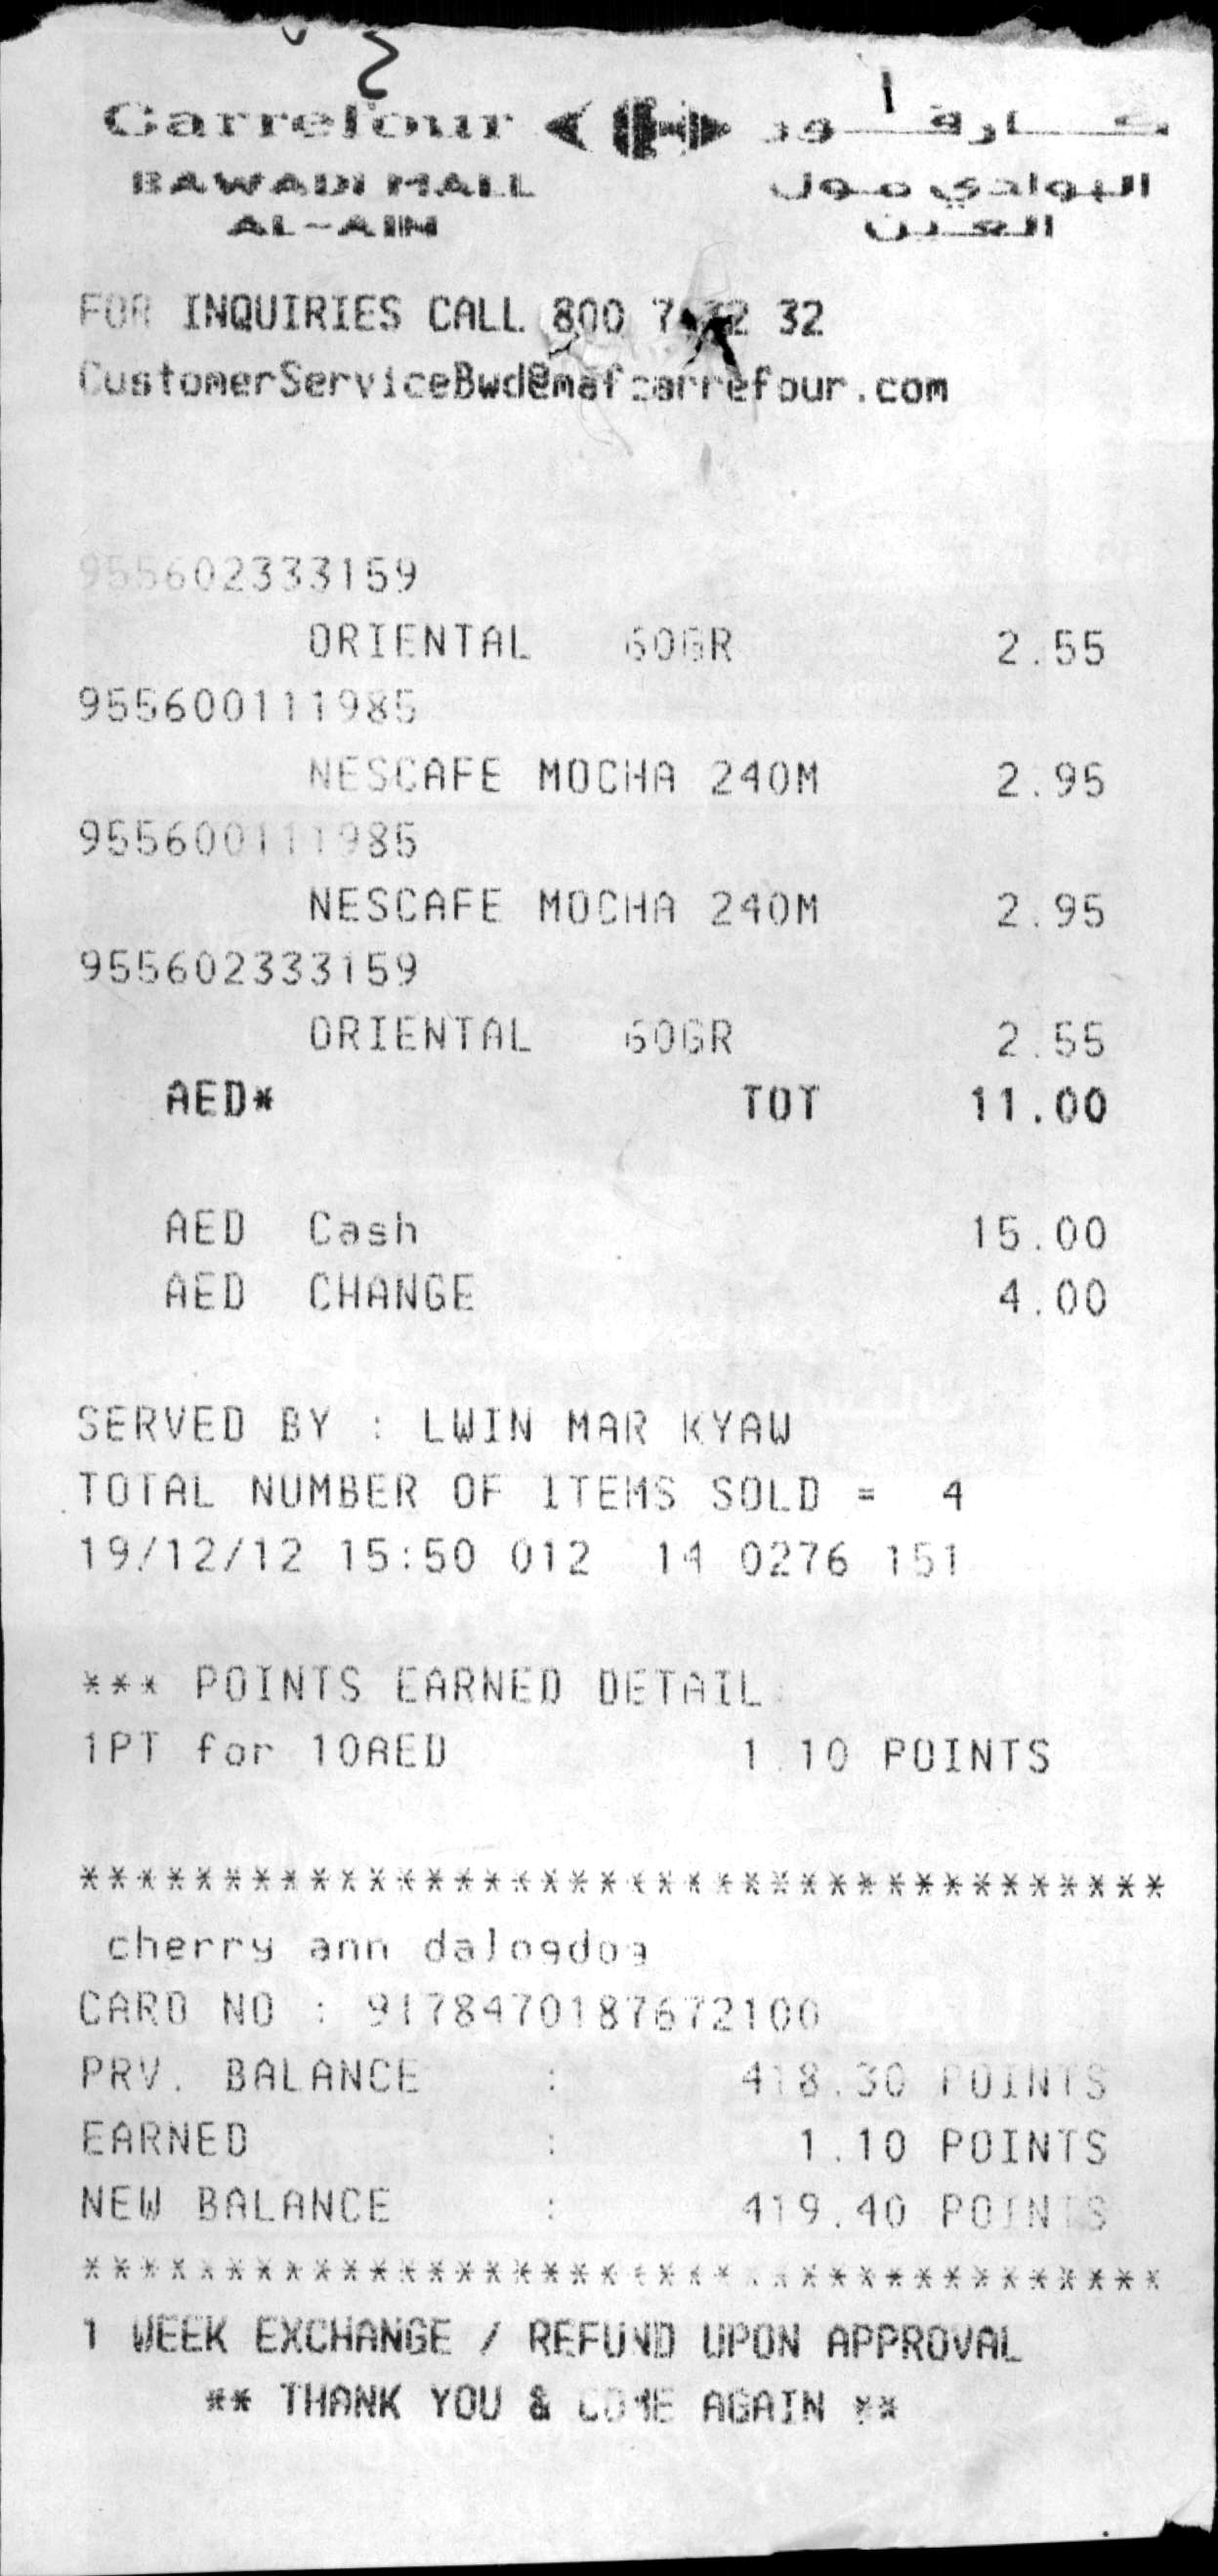 Carrefour كارفور
BAWADI MALL البوادي مول
AL-AIN العين
FOR INQUIRIES CALL 800 32
CustomerServiceBwd@mafcarrefour.com
955602333159
ORIENTAL 60GR 2.55
9556001111985
NESCAFE MOCHA 240M 2.95
9556001111985
NESCAFE MOCHA 240M 2.95
955602333159
ORIENTAL 60GR 2.55
AED* TOT 11.00
AED Cash 15.00
AED CHANGE 4.00
SERVED BY : LWIN MAR KYAW
TOTAL NUMBER OF ITEMS SOLD = 4
19/12/12 15:50 012 14 0276 151
*** POINTS EARNED DETAIL
1PT for 10AED 1.10 POINTS
**************************************
cherry ann dalogdog
CARD NO : 9178470187672100
PRV. BALANCE : 418.30 POINTS
EARNED : 1.10 POINTS
NEW BALANCE : 419.40 POINTS
**************************************
1 WEEK EXCHANGE / REFUND UPON APPROVAL
** THANK YOU & COME AGAIN **